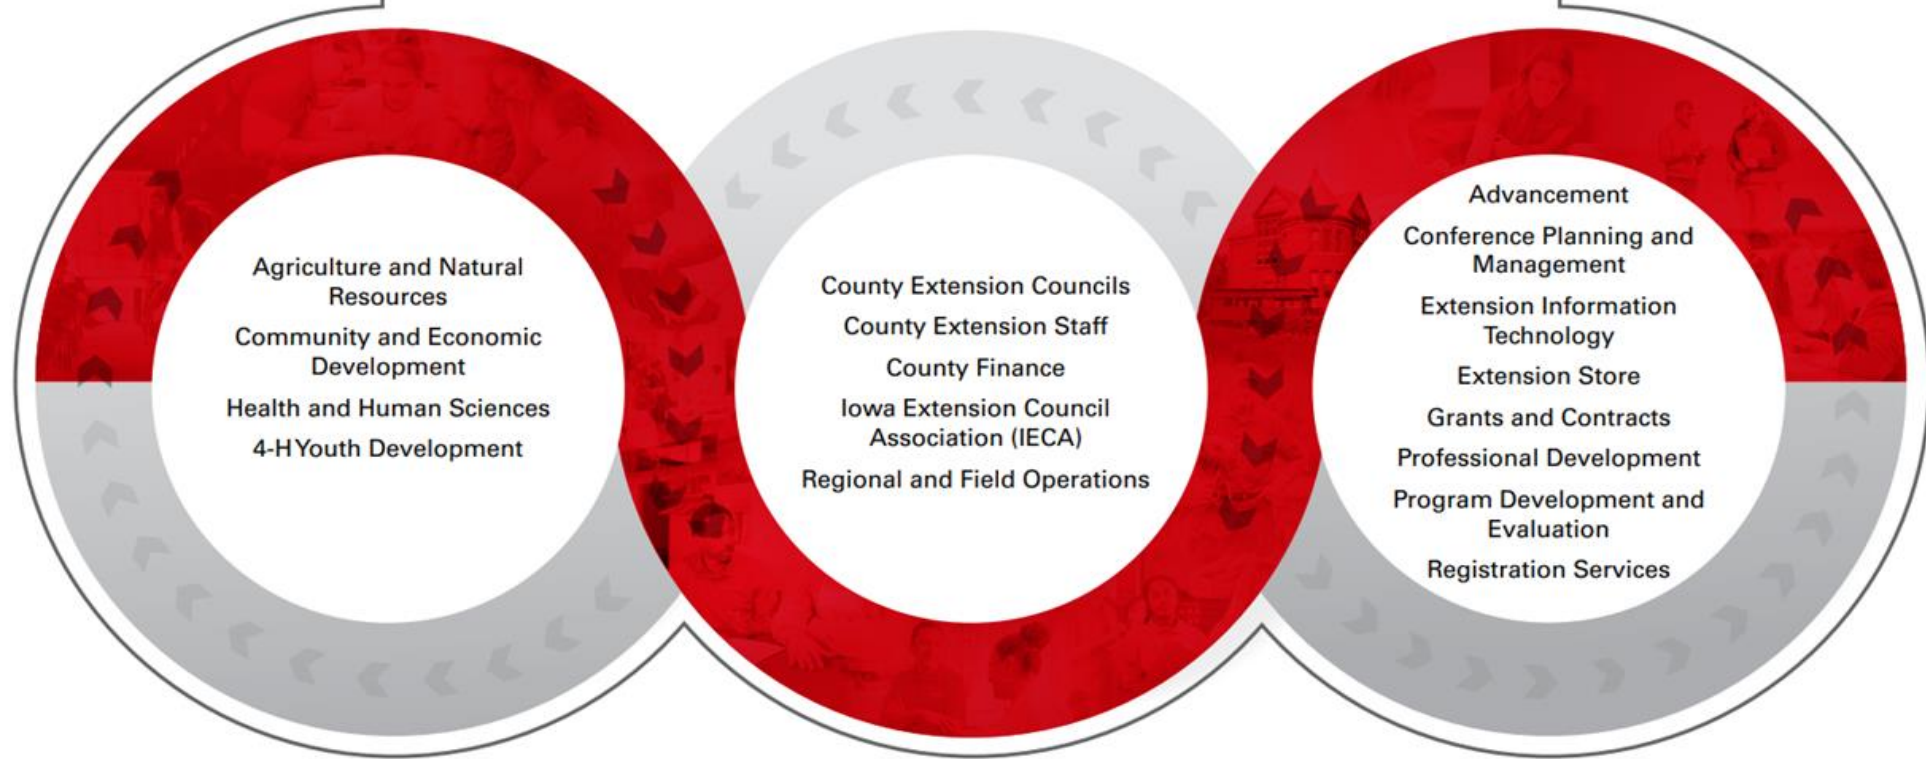 Agriculture and Natural
Resources
Community and Economic
Development
Health and Human Sciences
4-H Youth Development
County Extension Councils
County Extension Staff
County Finance
Iowa Extension Council
Association (IECA)
Regional and Field Operations
Advancement
Conference Planning and
Management
Extension Information
Technology
Extension Store
Grants and Contracts
Professional Development
Program Development and
Evaluation
Registration Services